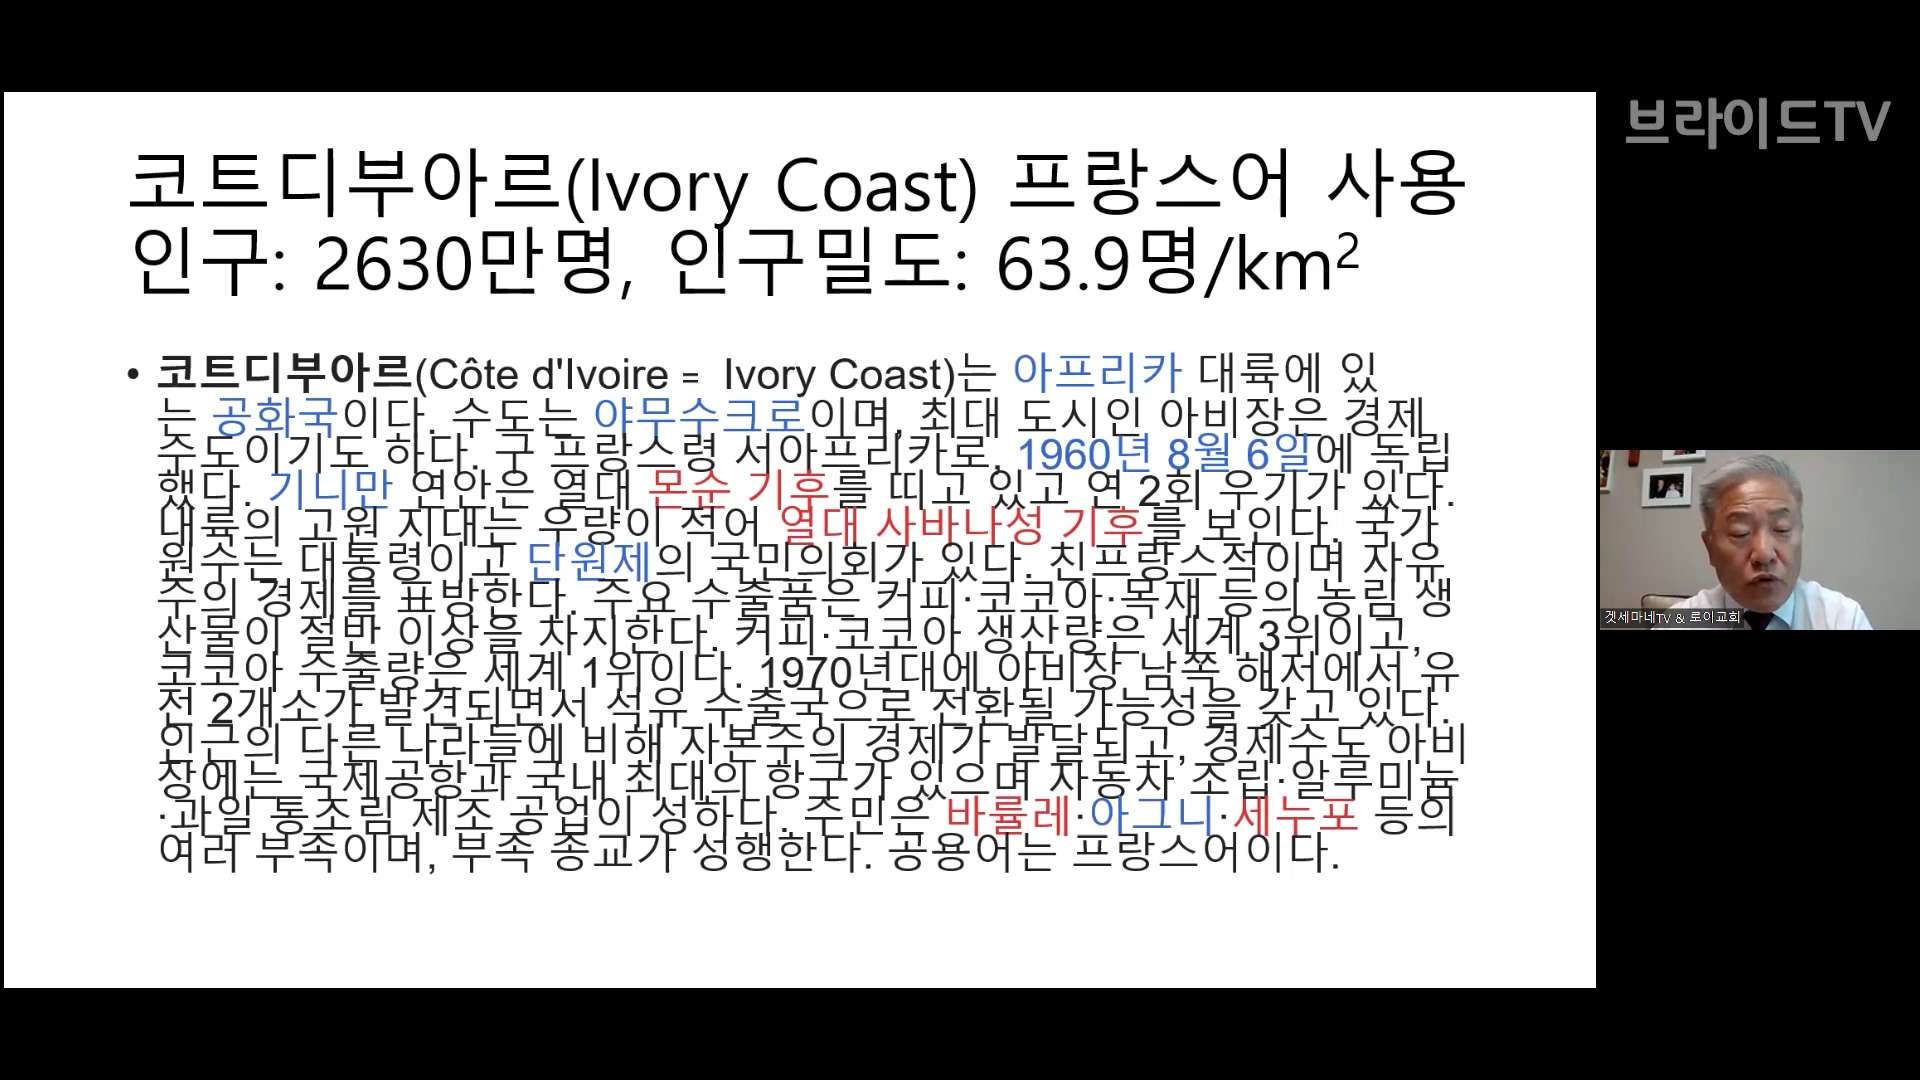 브라이드TV
코트디부아르(Ivory Coast) 프랑스어 사용
인구: 2630만명, 인구밀도: 63.9명/km²
• 코트디부아르(Côte d'Ivoire = Ivory Coast)는 아프리카 대륙에 있
는 공화국이다. 수도는 야무수크로이며, 최대 도시인 아비장은 경제
수도이기도 하다. 구 프랑스령 서아프리카로, 1960년 8월 6일에 독립
했다. 기니만 연안은 열대 몬순 기후를 띠고 있고 연 2회 우기가 있다.
대륙의 고원 지대는 우량이 적어 열대 사바나성 기후를 보인다. 국가
원수는 대통령이고 단원제의 국민의회가 있다. 친프랑스적이며 자유
주의 경제를 표방한다. 주요 수출품은 커피·코코아·목재 등의 농림 생
산물이 절반 이상을 차지한다. 커피·코코아 생산량은 세계 3위이고,
코코아 수출량은 세계 1위이다. 1970년대에 아비장 남쪽 해저에서 유
전 2개소가 발견되면서 석유 수출국으로 전환될 가능성을 갖고 있다.
인근의 다른 나라들에 비해 자본주의 경제가 발달되고, 경제수도 아비
장에는 국제공항과 국내 최대의 항구가 있으며 자동차 조립·알루미늄
·과일 통조림 제조 공업이 성하다. 주민은 바률레·아그니·세누포 등의
여러 부족이며, 부족 종교가 성행한다. 공용어는 프랑스어이다.
겟세마네TV & 로이교회